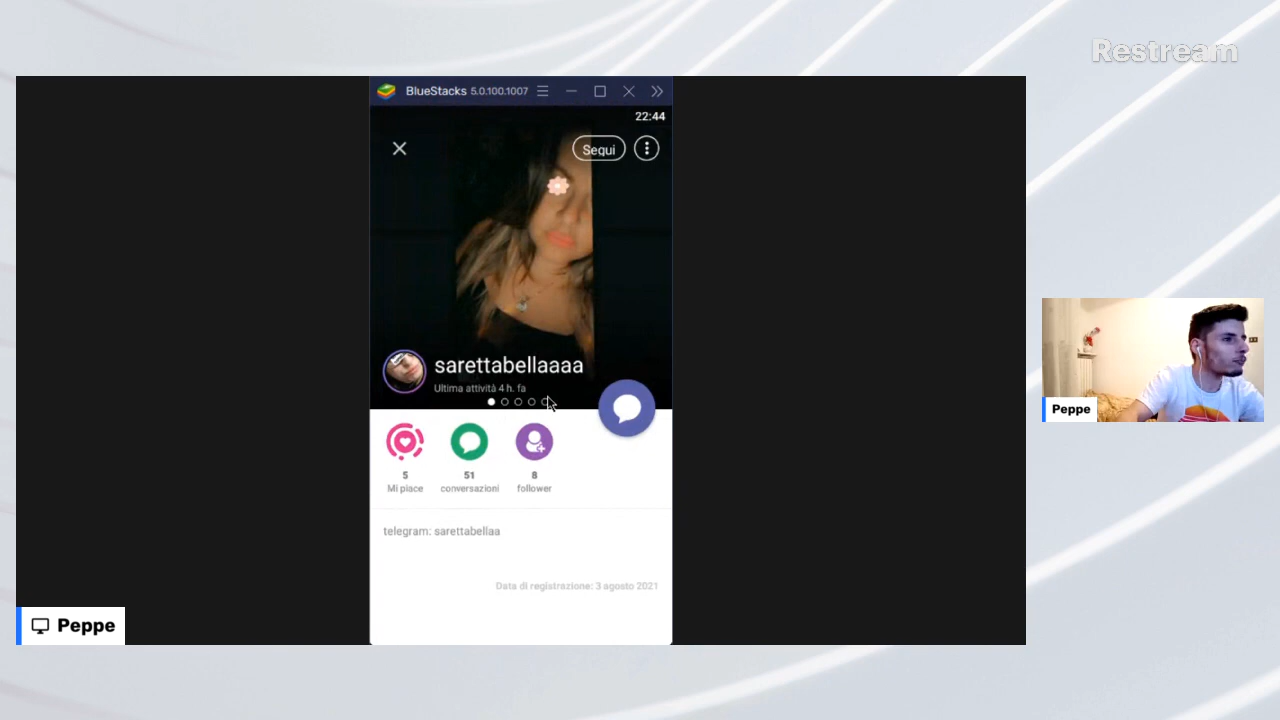 Restream
BlueStacks 5.0.100.1007
22:44
Segui
sarettabellaaaa
Ultima attività 4 h. fa
5
Mi piace
51
conversazioni
8
follower
telegram: sarettabellaa
Data di registrazione: 3 agosto 2021
Peppe
Peppe